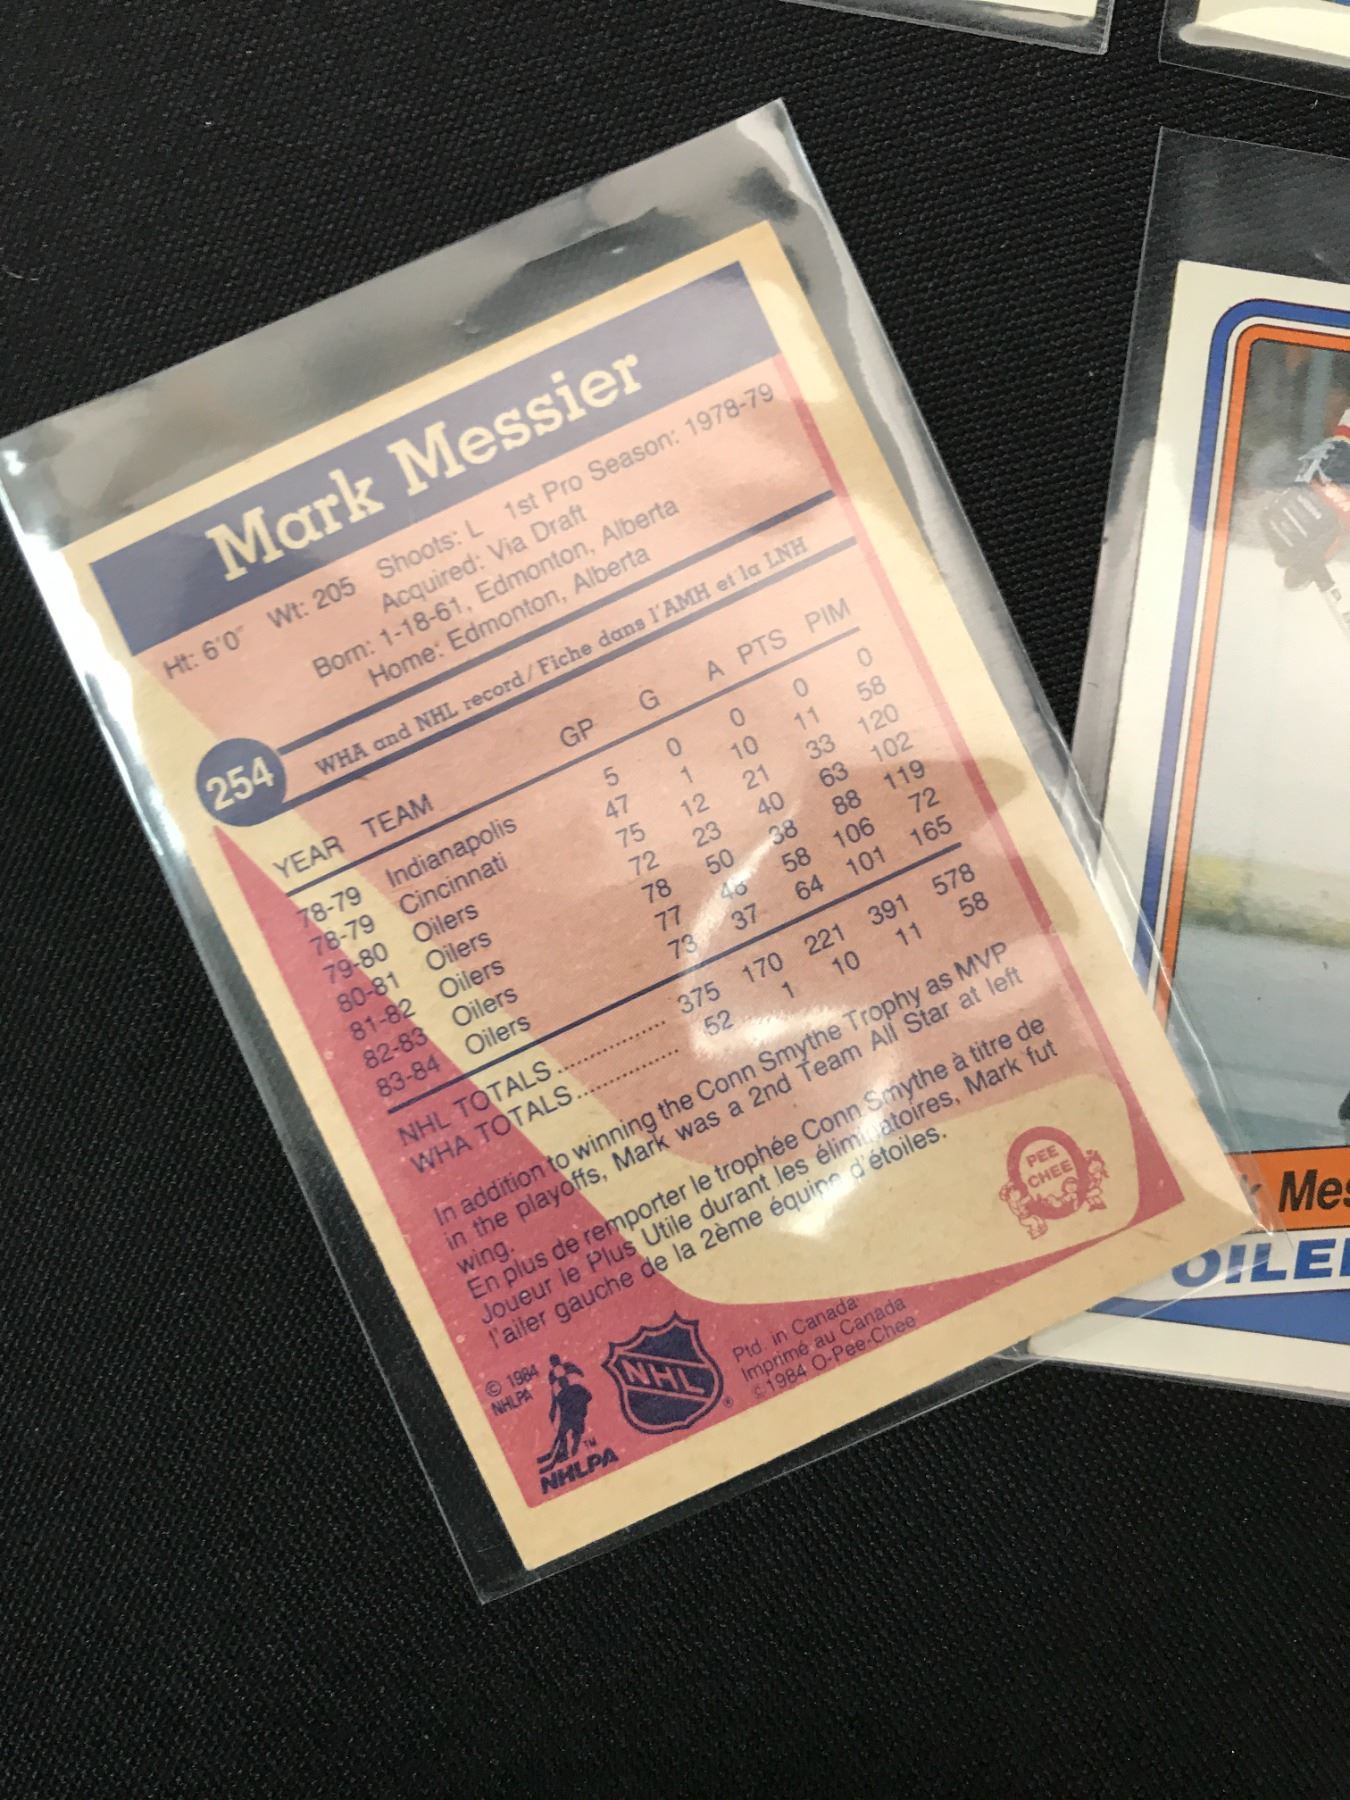 Mark Messier
Ht: 6'0" Wt: 205 Shoots: L 1st Pro Season: 1978-79
Acquired: Via Draft
Born: 1-18-61, Edmonton, Alberta
Home: Edmonton, Alberta
254
WHA and NHL record/Fiche dans l'AMH et la LNH
YEAR TEAM GP G A PTS PIM
78-79 Indianapolis 5 0 0 0 0
78-79 Cincinnati 47 1 10 11 58
79-80 Oilers 75 12 21 33 120
80-81 Oilers 72 23 40 63 102
81-82 Oilers 78 50 38 88 119
82-83 Oilers 77 48 58 106 72
83-84 Oilers 73 37 64 101 165
NHL TOTALS 375 170 221 391 578
WHA TOTALS 52 1 10 11 58
In addition to winning the Conn Smythe Trophy as MVP
in the playoffs, Mark was a 2nd Team All Star at left
wing.
En plus de remporter le trophée Conn Smythe à titre de
Joueur le Plus Utile durant les éliminatoires, Mark fut
l'ailer gauche de la 2ème équipe d'étoiles.
PEE
CHEE
© 1984
NHLPA
TM
NHLPA
NHL
®
Ptd. in Canada
Imprimé au Canada
© 1984 O-Pee-Chee
k Mes
OILE